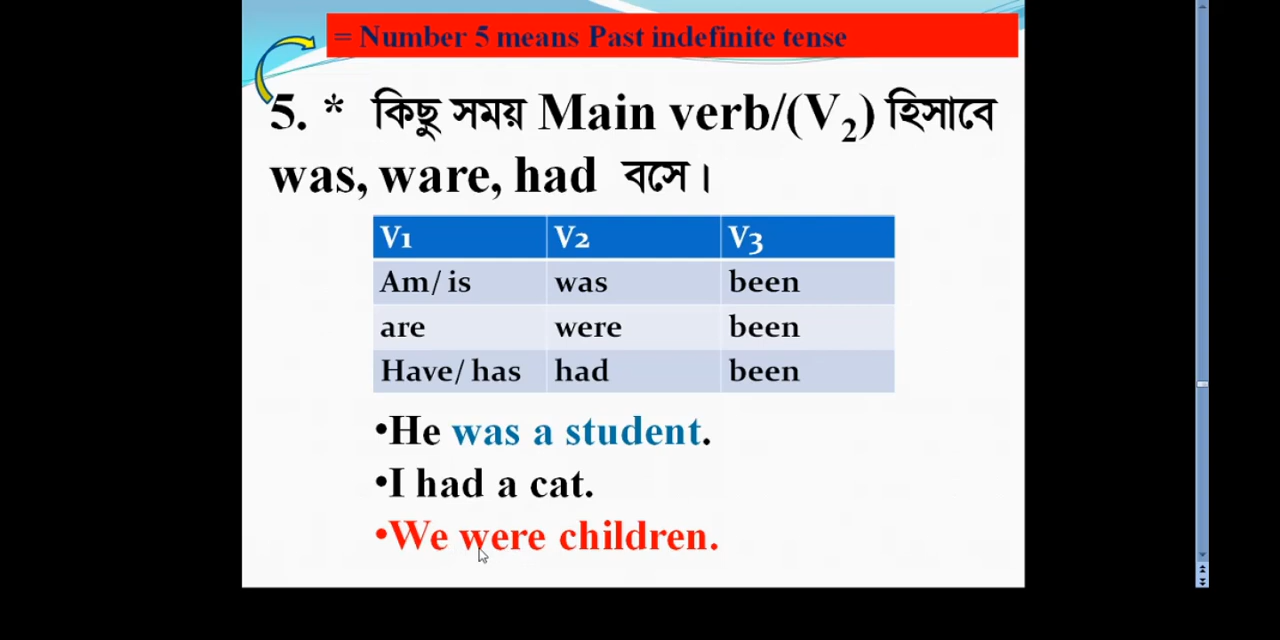 = Number 5 means Past indefinite tense
5. * কিছু সময় Main verb/(V2) হিসাবে
was, ware, had বসে।
V1 V2 V3
Am/ is was been
are were been
Have/ has had been
•He was a student.
•I had a cat.
•We were children.